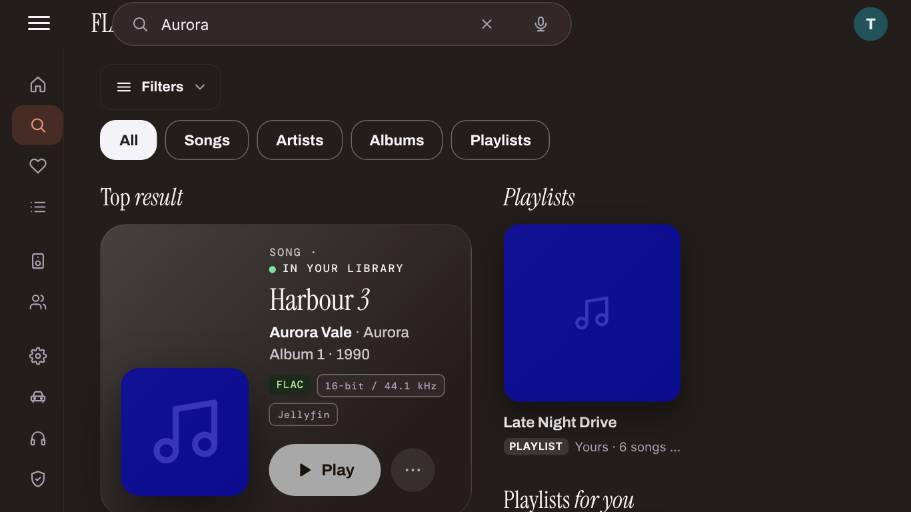 FL
Aurora
T
Filters
All
Songs
Artists
Albums
Playlists
Top result
Playlists
SONG ·
IN YOUR LIBRARY
Harbour 3
Aurora Vale · Aurora
Album 1 · 1990
FLAC
16-bit / 44.1 kHz
Jellyfin
Play
Late Night Drive
PLAYLIST Yours · 6 songs ...
Playlists for you